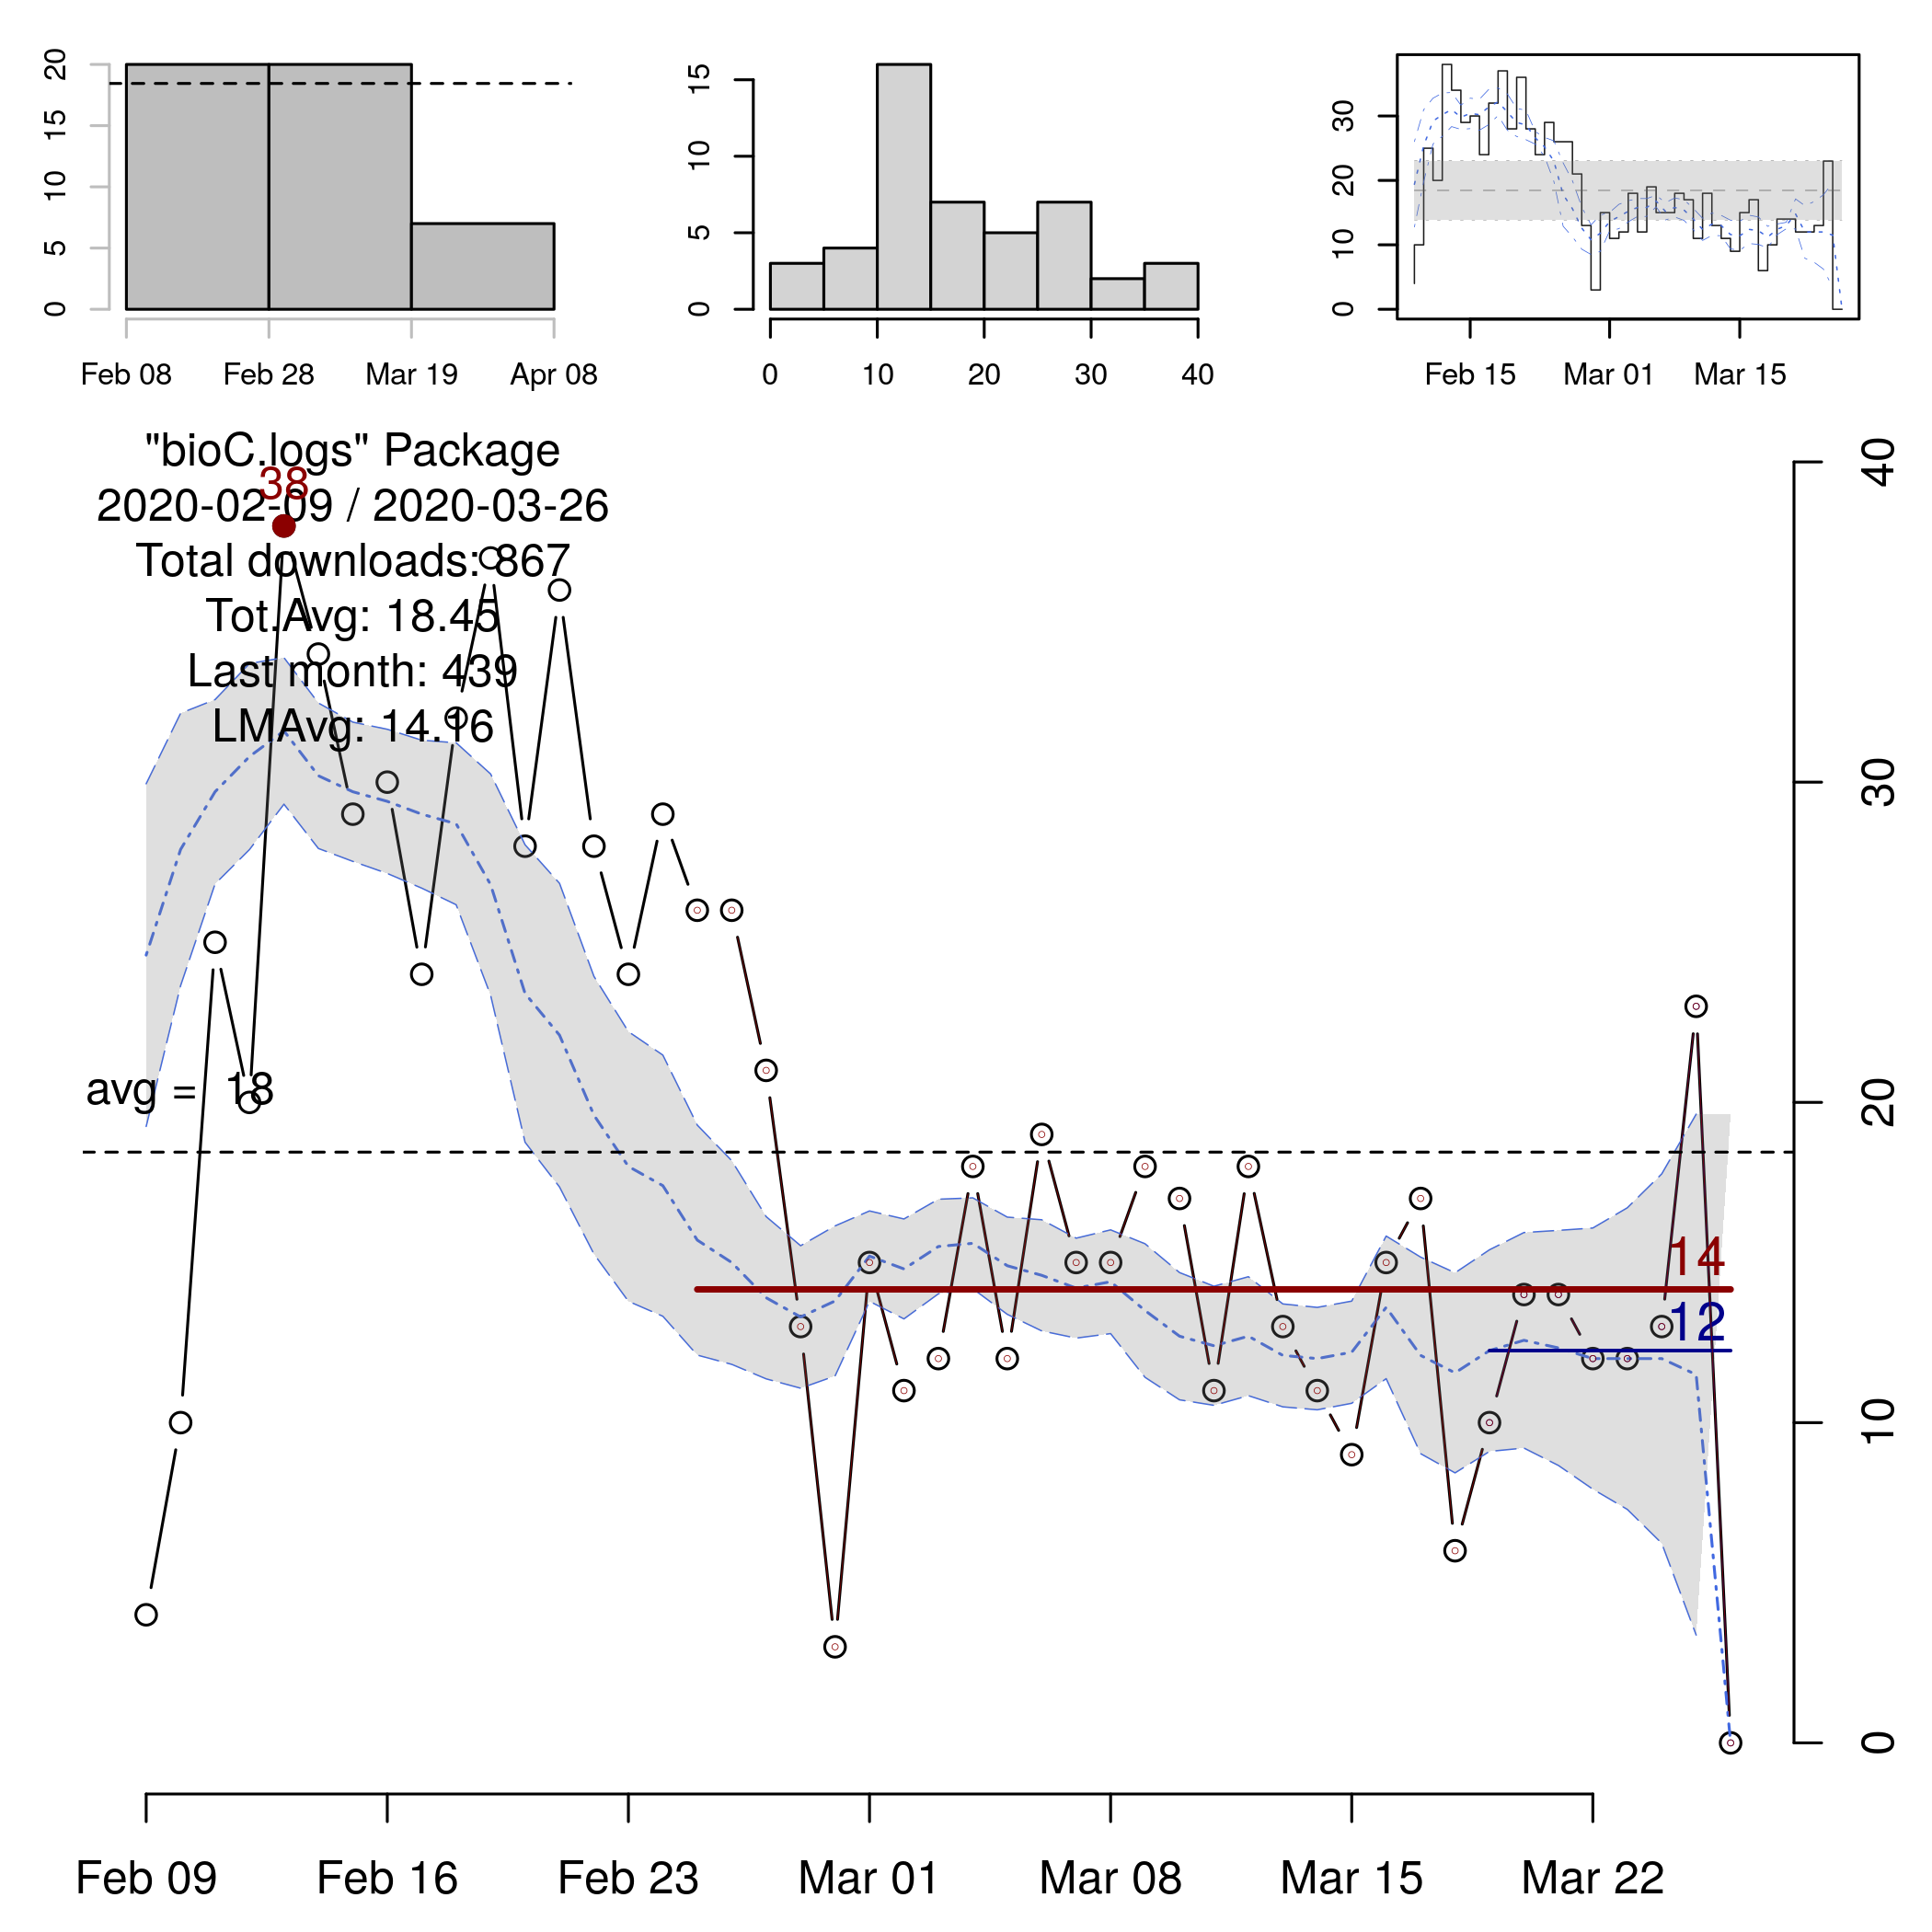 20
15
10
5
0
Feb 08 Feb 28 Mar 19 Apr 08
15
10
5
0
0 10 20 30 40
30
20
10
0
Feb 15 Mar 01 Mar 15
"bioC.logs" Package
38
2020-02-09 / 2020-03-26
Total downloads: 867
Tot.Avg: 18.45
Last month: 439
LMAvg: 14.16
avg = 18
14
12
40
30
20
10
0
Feb 09 Feb 16 Feb 23 Mar 01 Mar 08 Mar 15 Mar 22